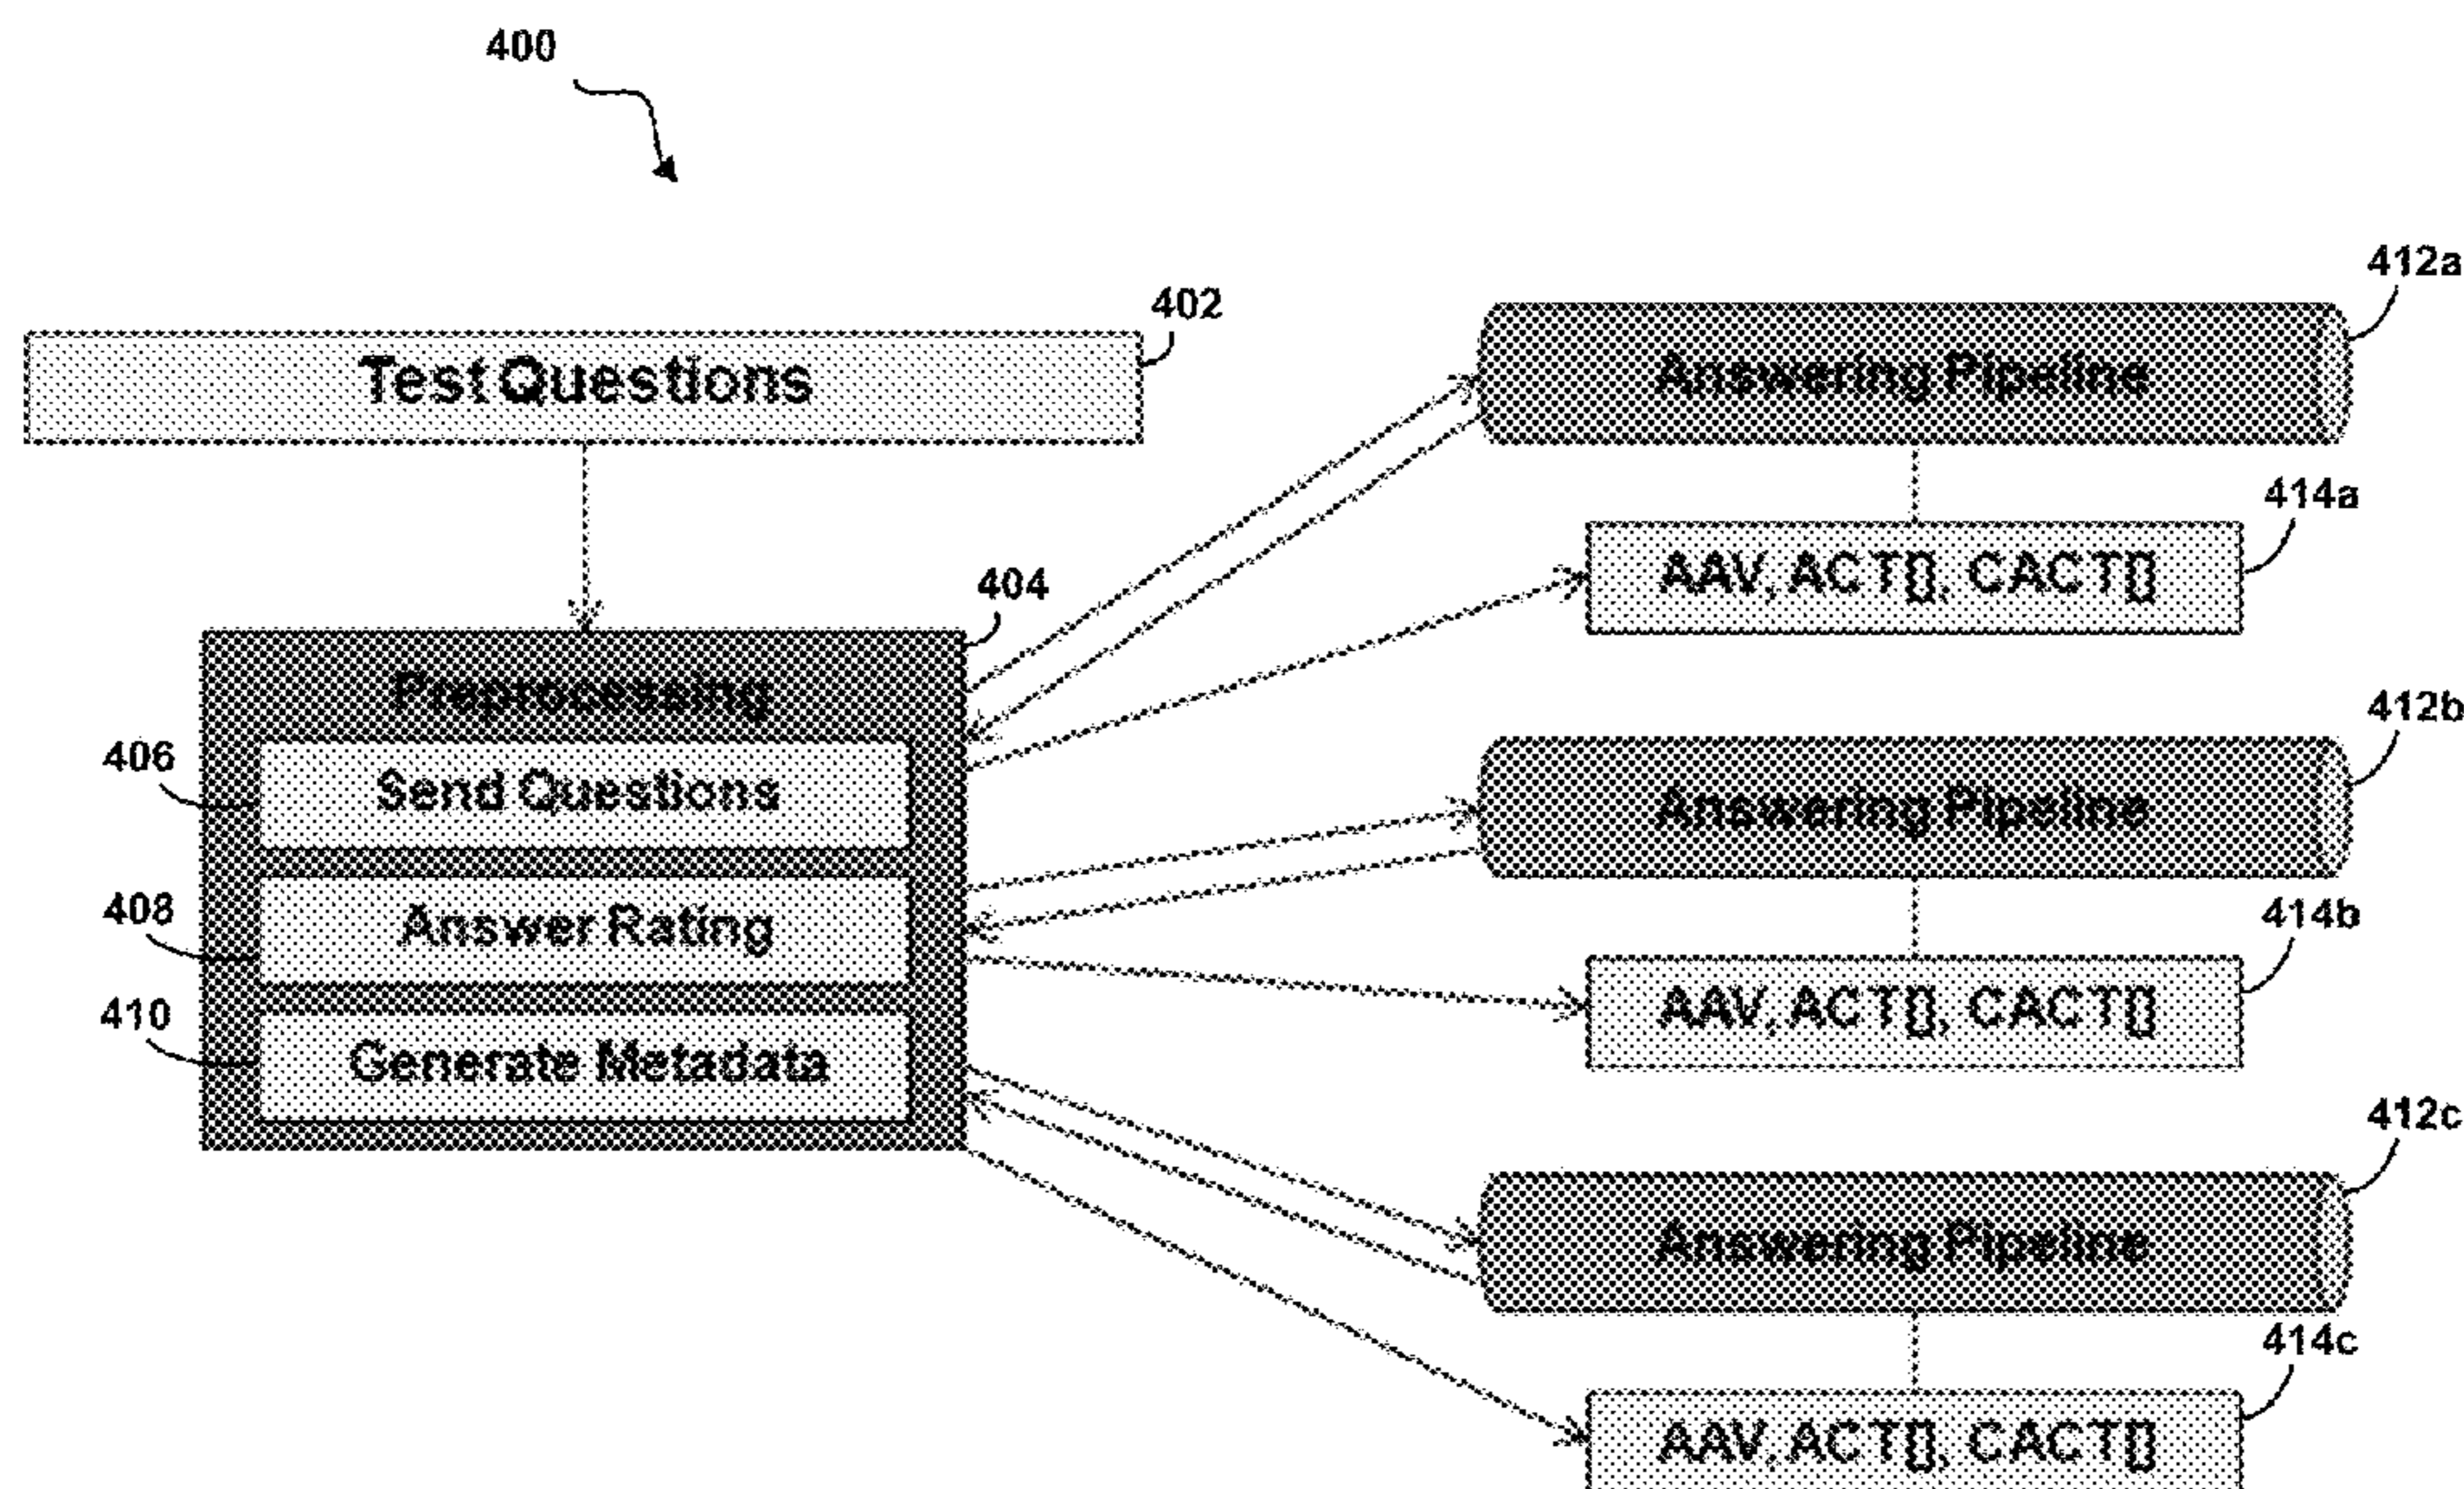 400
412a
402
Test Questions
Answering Pipeline
414a
AAV, ACT[], CACT[]
404
Preprocessing
412b
406
Send Questions
Answering Pipeline
408
Answer Rating
414b
AAV, ACT[], CACT[]
410
Generate Metadata
412c
Answering Pipeline
414c
AAV, ACT[], CACT[]